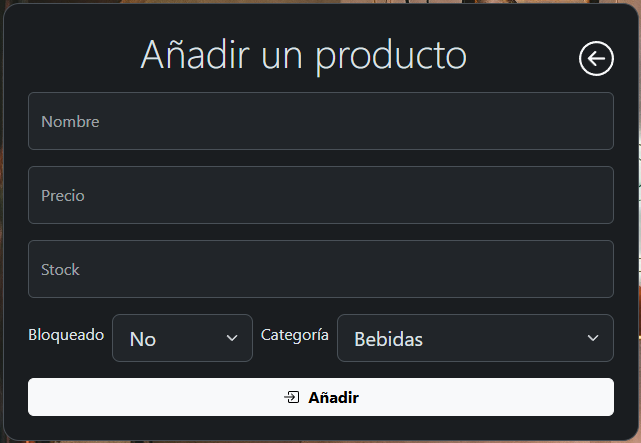 Añadir un producto
Nombre
Precio
Stock
Bloqueado No Categoría Bebidas
Añadir